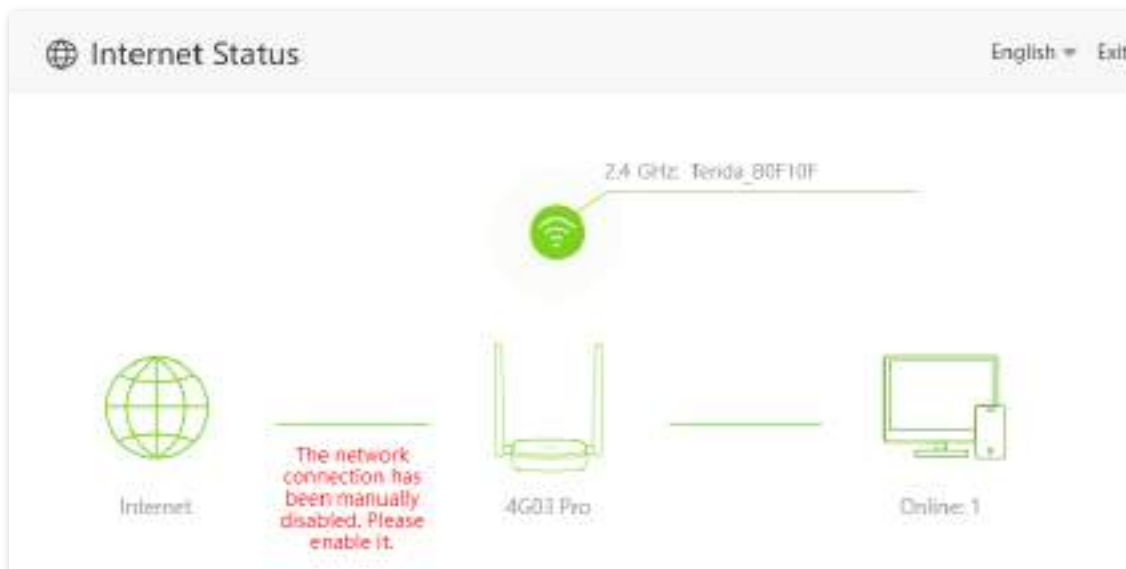 Internet Status
English Exit
2.4 GHz: Tenda_B0F10F
The network
connection has
been manually
disabled. Please
enable it.
Internet
4G03 Pro
Online: 1